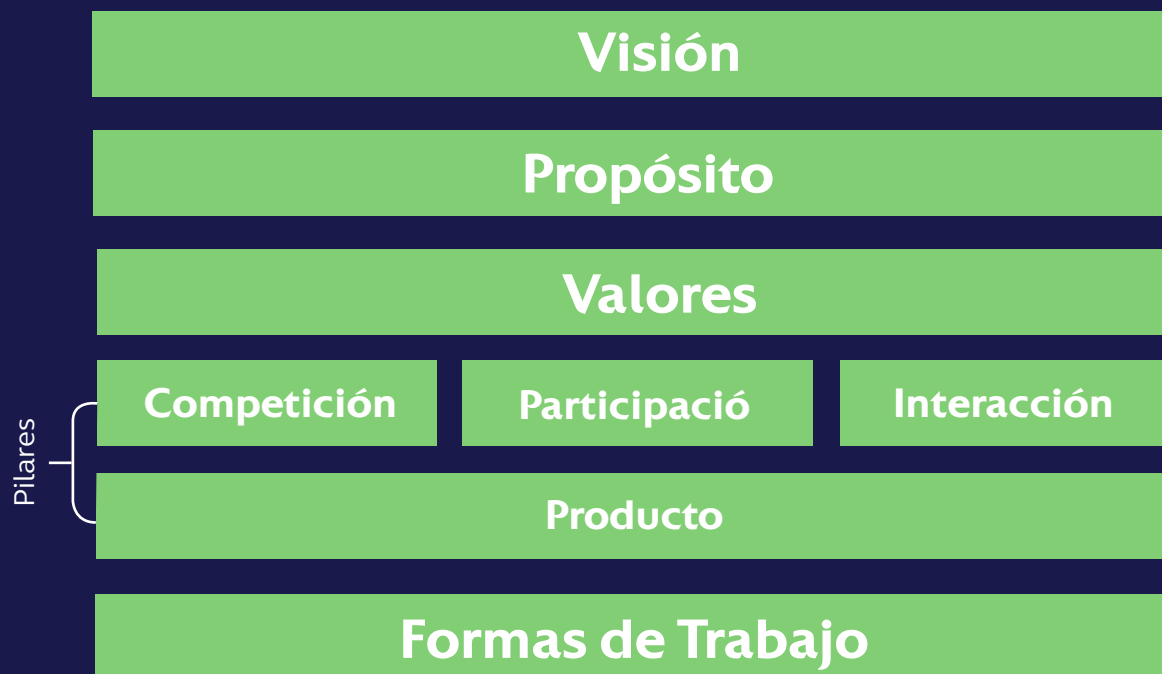 Visión
Propósito
Valores
Competición
Participació
Interacción
Pilares
Producto
Formas de Trabajo